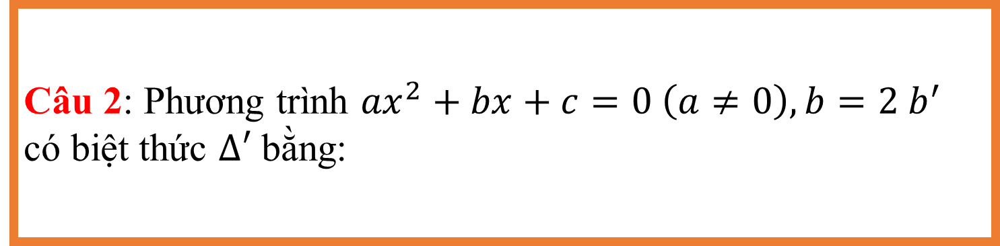 Câu 2: Phương trình 𝑎𝑥² + 𝑏𝑥 + 𝑐 = 0 (𝑎 ≠ 0), 𝑏 = 2 𝑏′
có biệt thức Δ′ bằng: